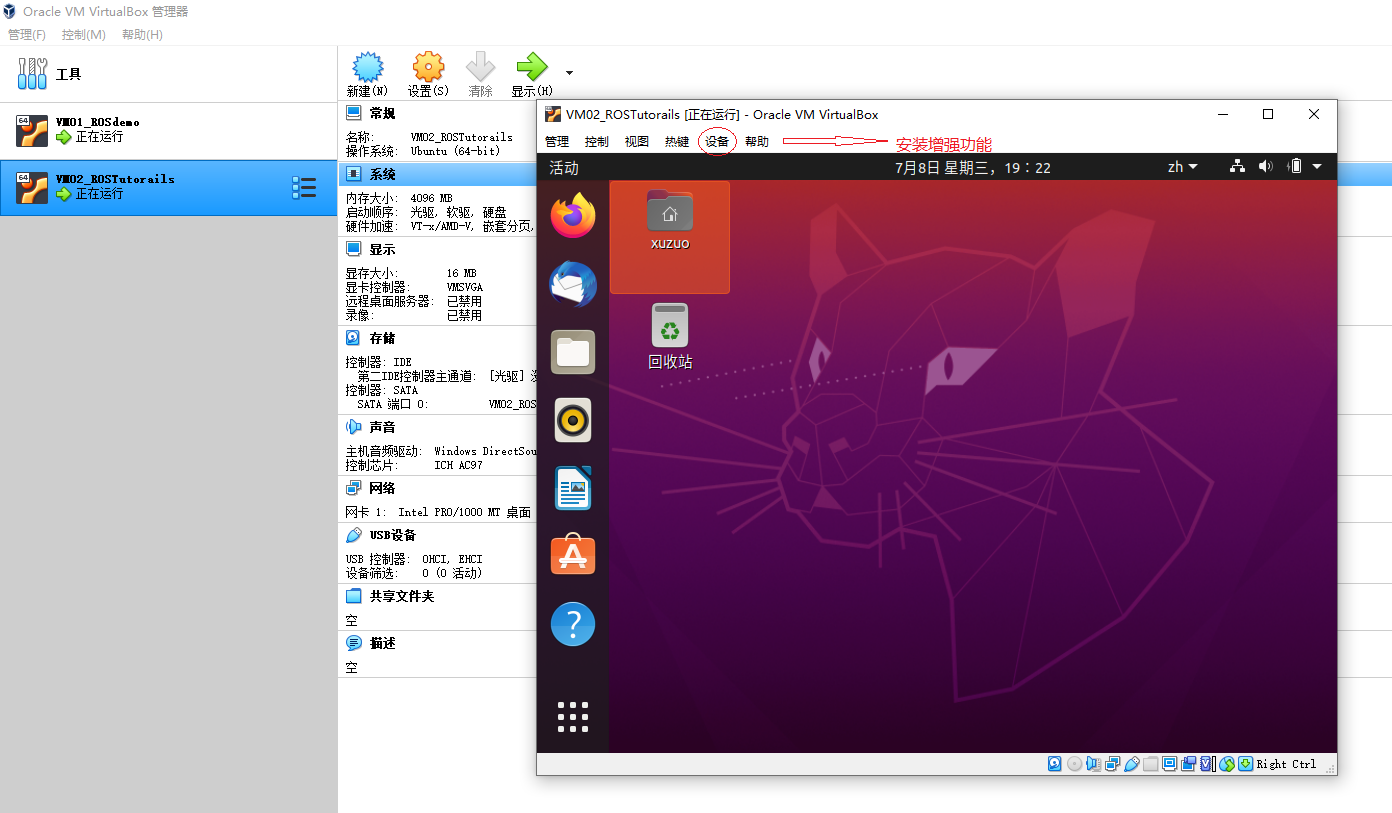 Oracle VM VirtualBox 管理器
管理(F) 控制(M) 帮助(H)
工具
新建(N) 设置(S) 清除 显示(H)
64
VM01_ROSdemo
正在运行
64
VM02_ROSTutorails
正在运行
常规
名称: VM02_ROSTutorails
操作系统: Ubuntu (64-bit)
系统
内存大小: 4096 MB
启动顺序: 光驱, 软驱, 硬盘
硬件加速: VT-x/AMD-V, 嵌套分页,
显示
显存大小: 16 MB
显卡控制器: VMSVGA
远程桌面服务器: 已禁用
录像: 已禁用
存储
控制器: IDE
第二IDE控制器主通道: [光驱]
控制器: SATA
SATA 端口 0: VM02_ROS
声音
主机音频驱动: Windows DirectSou
控制芯片: ICH AC97
网络
网卡 1: Intel PRO/1000 MT 桌面
USB设备
USB 控制器: OHCI, EHCI
设备筛选: 0 (0 活动)
共享文件夹
空
描述
空
VM02_ROSTutorails [正在运行] - Oracle VM VirtualBox
管理 控制 视图 热键 设备 帮助
安装增强功能
活动 7月8日 星期三, 19:22 zh
xuzuo
回收站
Right Ctrl